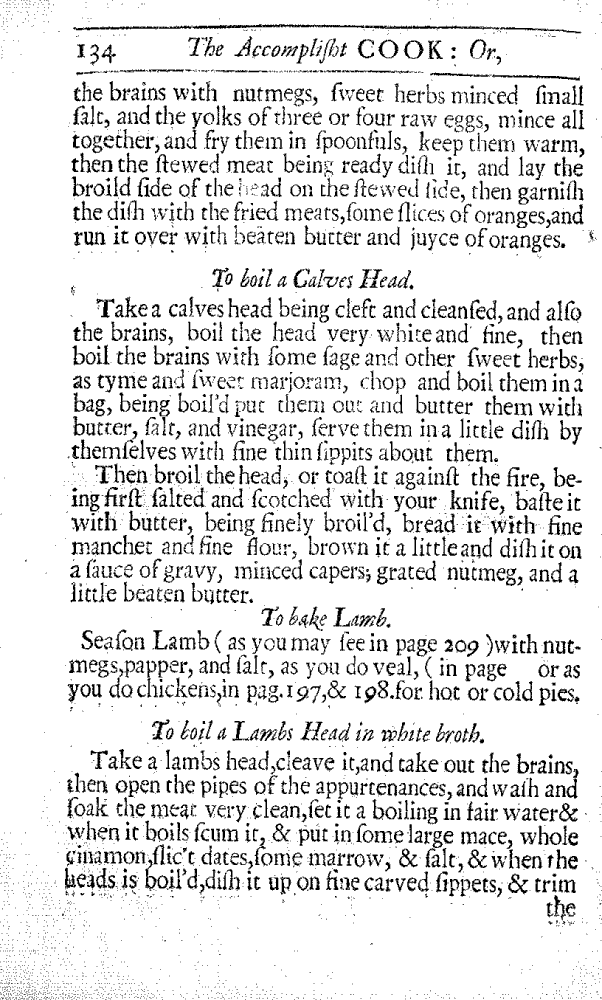 134 The Accompliſht COOK: Or,
the brains with nutmegs, ſweet herbs minced ſmall
ſalt, and the yolks of three or four raw eggs, mince all
together, and fry them in ſpoonfuls, keep them warm,
then the ſtewed meat being ready diſh it, and lay the
broild ſide of the head on the ſtewed ſide, then garniſh
the diſh with the fried meats, ſome ſlices of oranges, and
run it over with beaten butter and juyce of oranges.
To boil a Calves Head.
Take a calves head being cleft and cleanſed, and alſo
the brains, boil the head very white and fine, then
boil the brains with ſome ſage and other ſweet herbs,
as tyme and ſweet marjoram, chop and boil them in a
bag, being boil'd put them out and butter them with
butter, ſalt, and vinegar, ſerve them in a little diſh by
themſelves with fine thin ſippits about them.
Then broil the head, or toaſt it againſt the fire, be-
ing firſt ſalted and ſcotched with your knife, baſte it
with butter, being finely broil'd, bread it with fine
manchet and fine flour, brown it a little and diſh it on
a ſauce of gravy, minced capers, grated nutmeg, and a
little beaten butter.
To bake Lamb.
Seaſon Lamb ( as you may ſee in page 209 ) with nut-
megs, papper, and ſalt, as you do veal, ( in page or as
you do chickens, in pag. 197, & 198. for hot or cold pies.
To boil a Lambs Head in white broth.
Take a lambs head, cleave it, and take out the brains,
then open the pipes of the appurtenances, and waſh and
ſoak the meat very clean, ſet it a boiling in fair water &
when it boils ſcum it, & put in ſome large mace, whole
cinamon, ſlic't dates, ſome marrow, & ſalt, & when the
heads is boil'd, diſh it up on fine carved ſippets, & trim
the